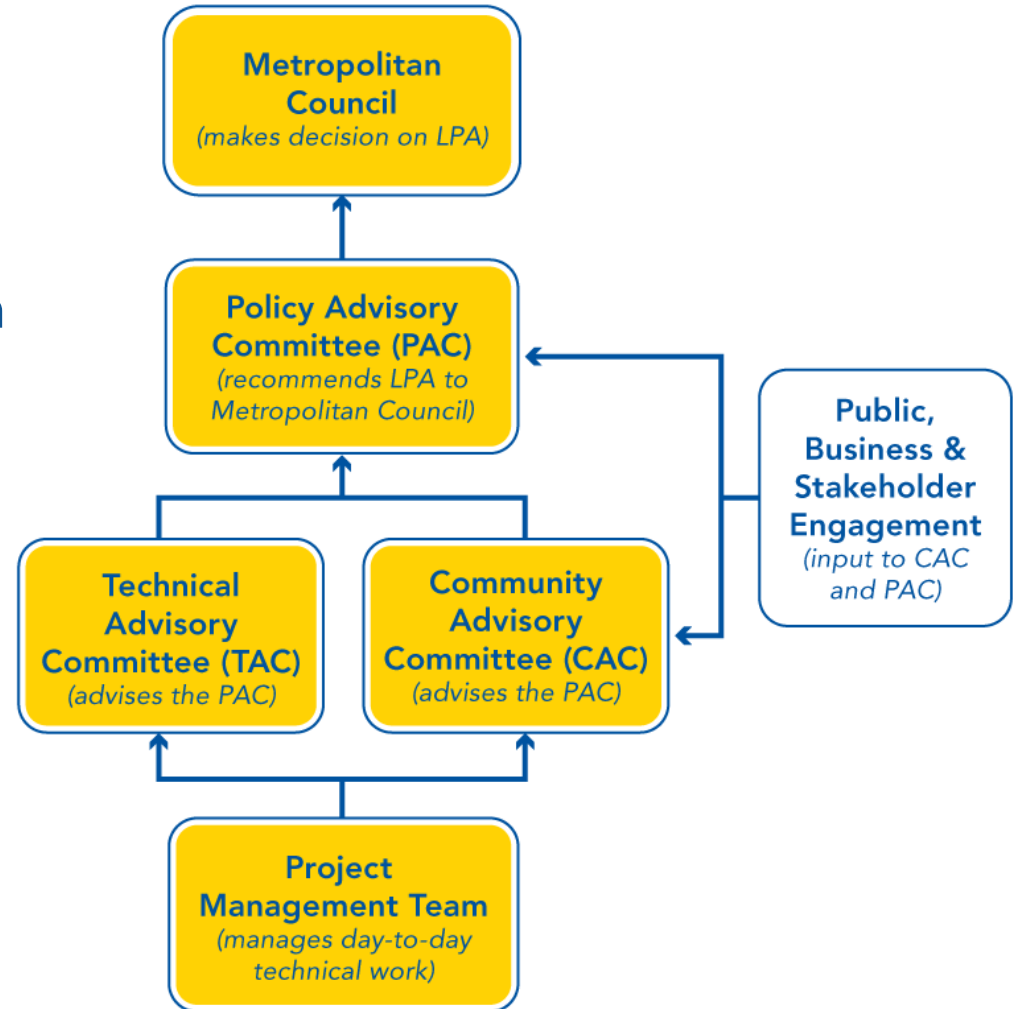 Metropolitan
Council
(makes decision on LPA)
Policy Advisory
Committee (PAC)
(recommends LPA to
Metropolitan Council)
Public,
Business &
Stakeholder
Engagement
(input to CAC
and PAC)
Technical
Advisory
Committee (TAC)
(advises the PAC)
Community
Advisory
Committee (CAC)
(advises the PAC)
Project
Management Team
(manages day-to-day
technical work)